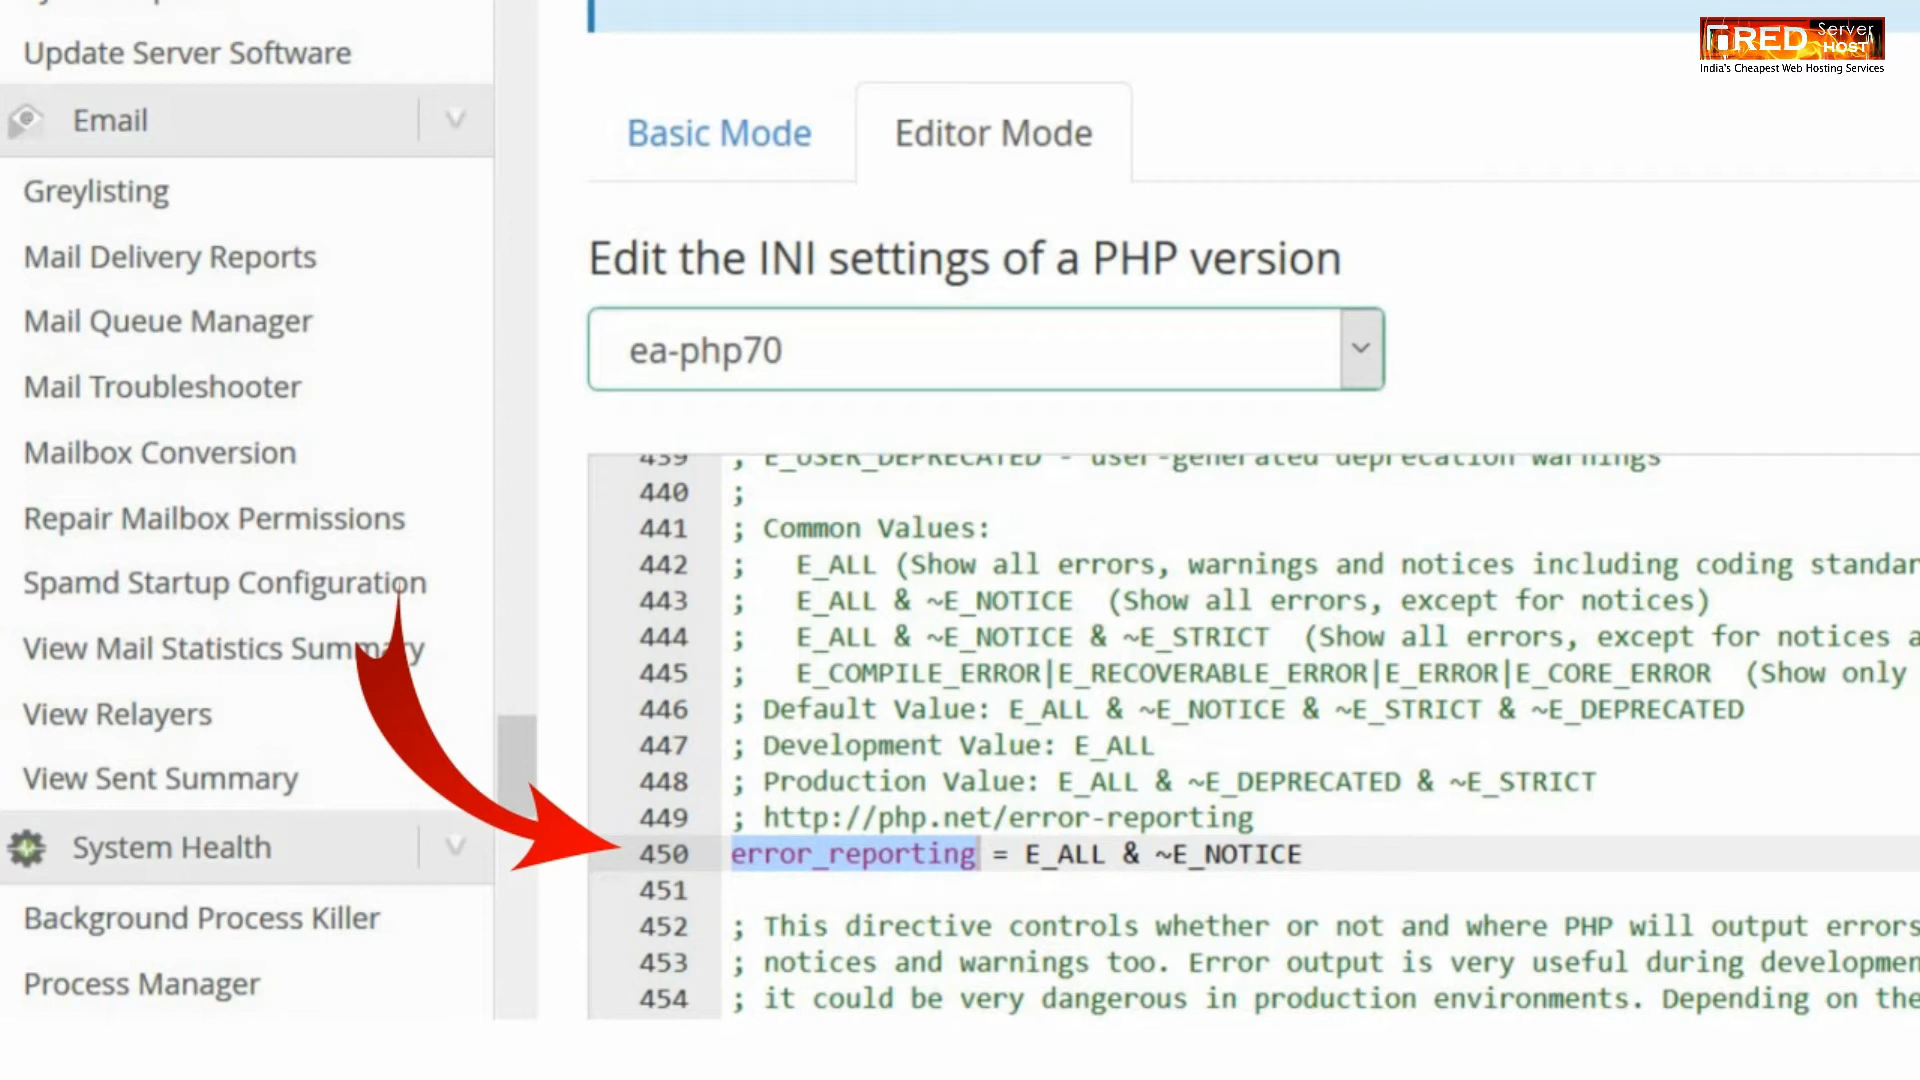 Update Server Software
Email
Greylisting
Mail Delivery Reports
Mail Queue Manager
Mail Troubleshooter
Mailbox Conversion
Repair Mailbox Permissions
Spamd Startup Configuration
View Mail Statistics Summary
View Relayers
View Sent Summary
System Health
Background Process Killer
Process Manager
RED Server HOST
India's Cheapest Web Hosting Services
Basic Mode
Editor Mode
Edit the INI settings of a PHP version
ea-php70
439 ; E_USER_DEPRECATED - user-generated deprecation warnings
440 ;
441 ; Common Values:
442 ;   E_ALL (Show all errors, warnings and notices including coding standar
443 ;   E_ALL & ~E_NOTICE  (Show all errors, except for notices)
444 ;   E_ALL & ~E_NOTICE & ~E_STRICT  (Show all errors, except for notices a
445 ;   E_COMPILE_ERROR|E_RECOVERABLE_ERROR|E_ERROR|E_CORE_ERROR  (Show only
446 ; Default Value: E_ALL & ~E_NOTICE & ~E_STRICT & ~E_DEPRECATED
447 ; Development Value: E_ALL
448 ; Production Value: E_ALL & ~E_DEPRECATED & ~E_STRICT
449 ; http://php.net/error-reporting
450 error_reporting = E_ALL & ~E_NOTICE
451
452 ; This directive controls whether or not and where PHP will output errors
453 ; notices and warnings too. Error output is very useful during developmen
454 ; it could be very dangerous in production environments. Depending on the